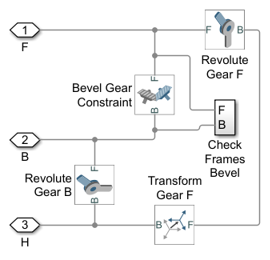 1
F
F
B
Revolute
Gear F
F
Bevel Gear
Constraint
B
F
B
Check
Frames
Bevel
2
B
F
Revolute
Gear B
B
Transform
Gear F
3
H
B
F